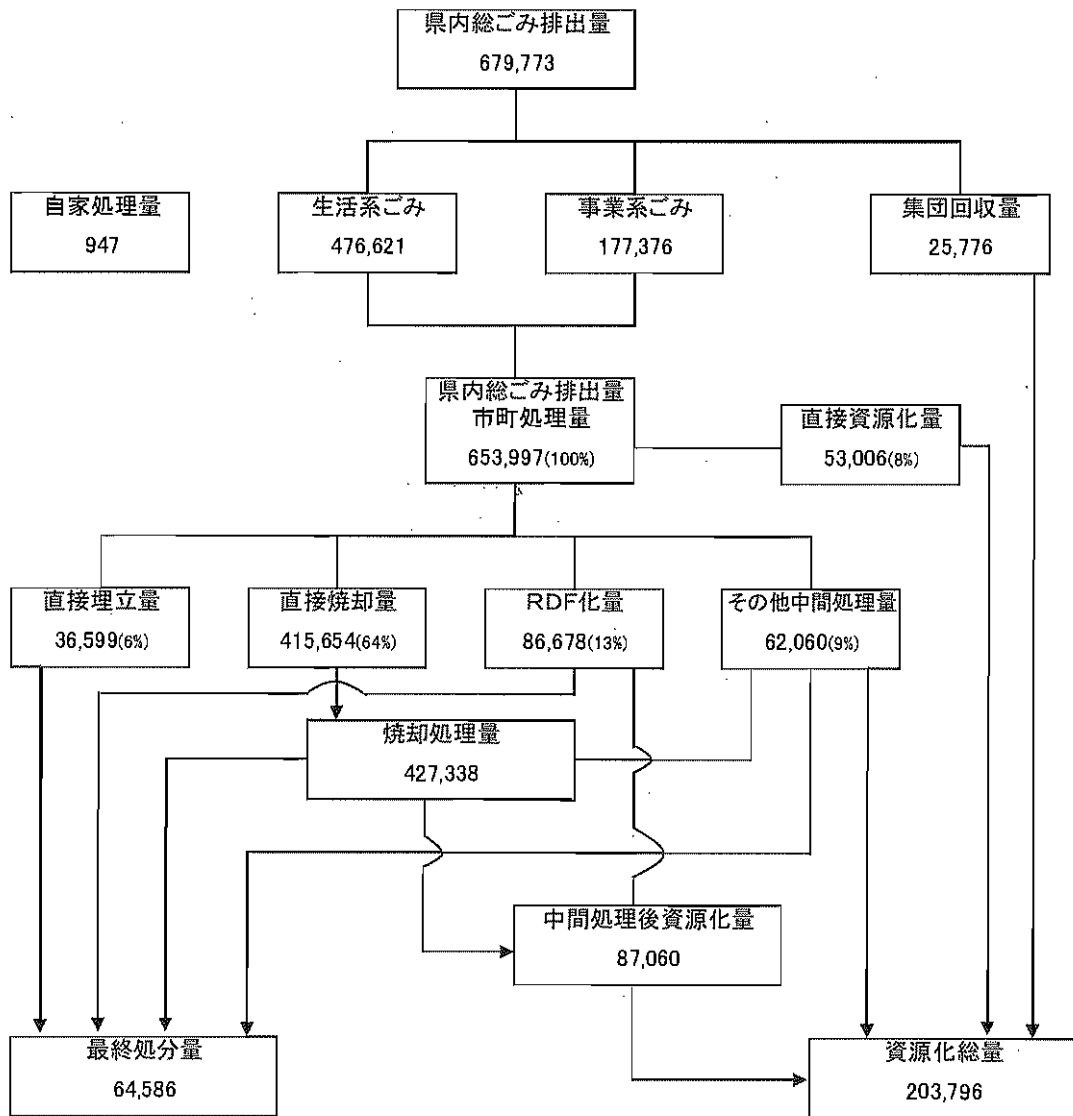 県内総ごみ排出量
679,773
自家処理量
947
生活系ごみ
476,621
事業系ごみ
177,376
集団回収量
25,776
県内総ごみ排出量
市町処理量
653,997(100%)
直接資源化量
53,006(8%)
直接埋立量
36,599(6%)
直接焼却量
415,654(64%)
RDF化量
86,678(13%)
その他中間処理量
62,060(9%)
焼却処理量
427,338
中間処理後資源化量
87,060
最終処分量
64,586
資源化総量
203,796